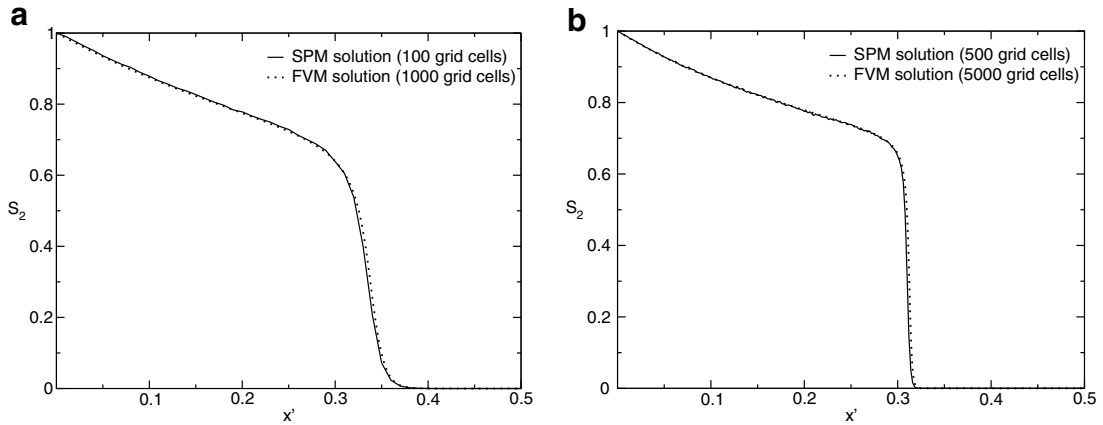 a
1
0.8
0.6
S2
0.4
0.2
0
0.1
0.2
0.3
0.4
0.5
x'
SPM solution (100 grid cells)
FVM solution (1000 grid cells)
b
1
0.8
0.6
S2
0.4
0.2
0
0.1
0.2
0.3
0.4
0.5
x'
SPM solution (500 grid cells)
FVM solution (5000 grid cells)